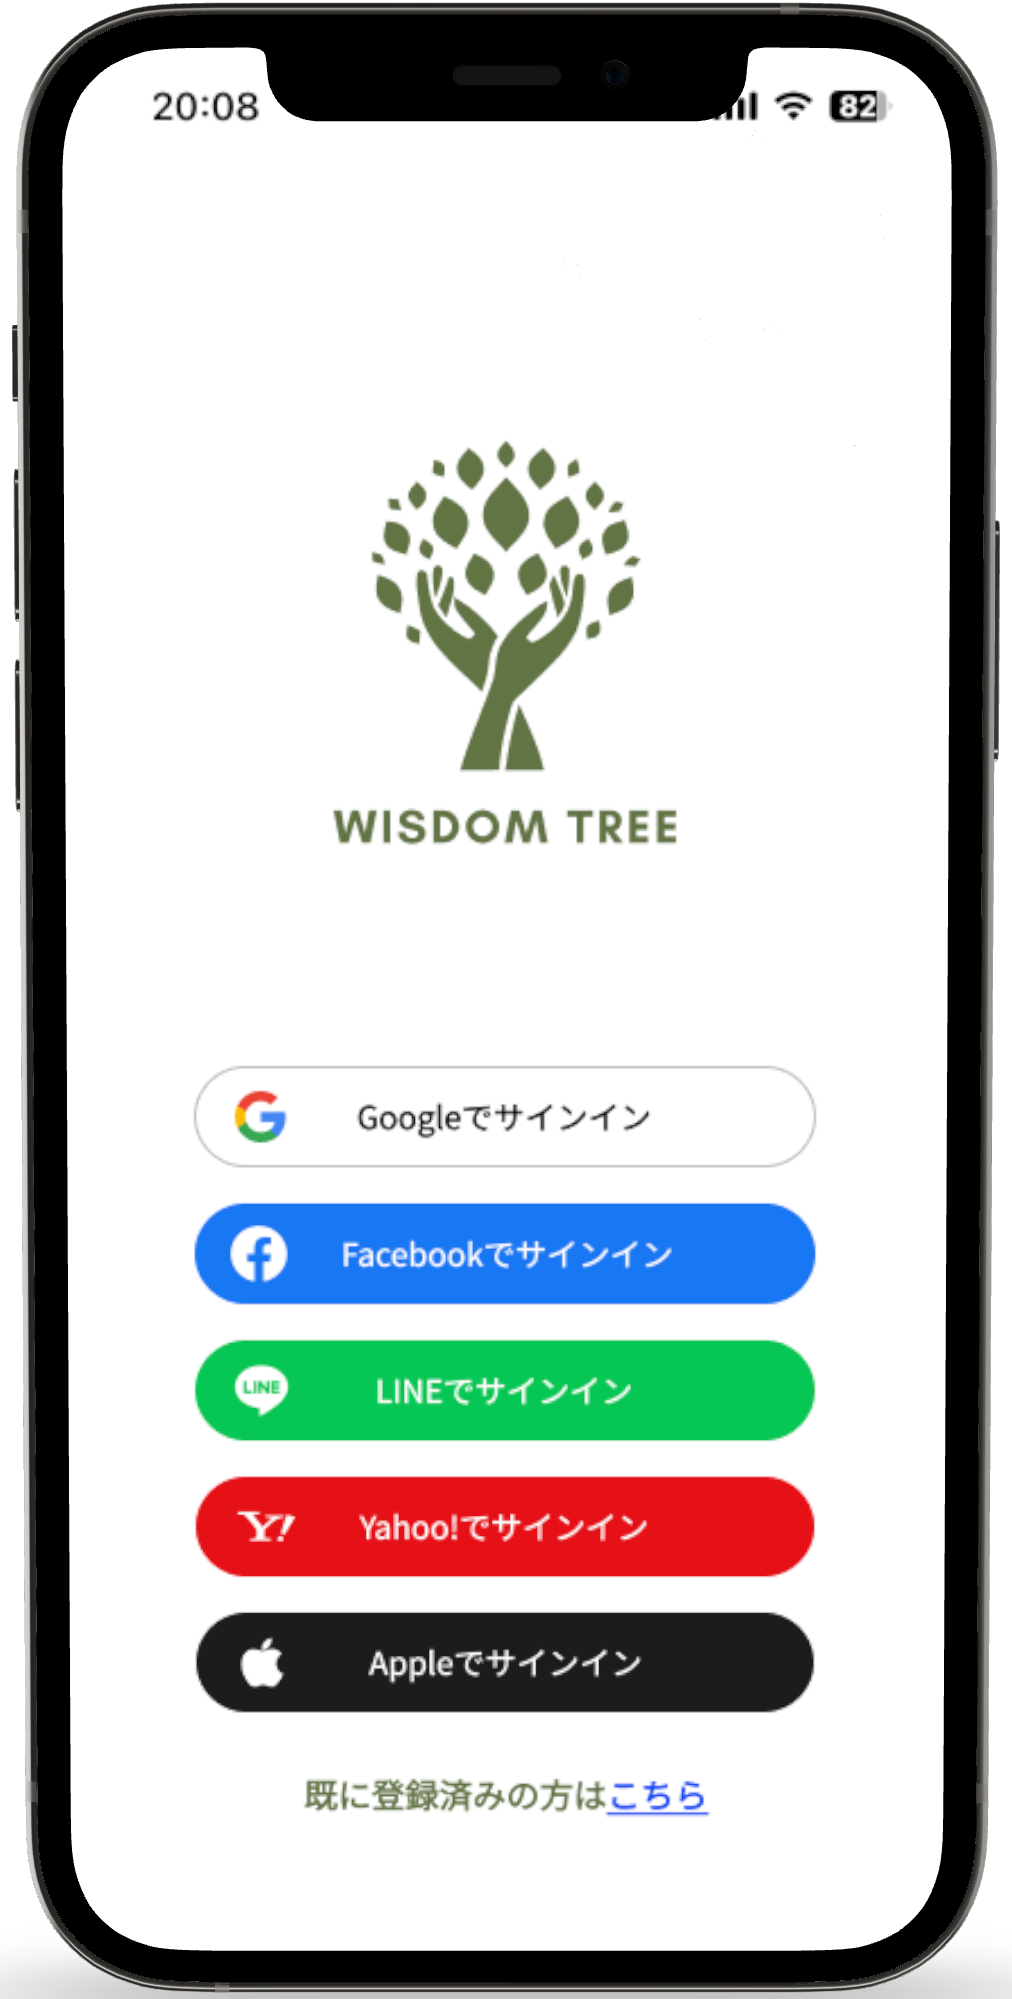 20:08
82
WISDOM TREE
Googleでサインイン
Facebookでサインイン
LINE
LINEでサインイン
Y!
Yahoo!でサインイン
Appleでサインイン
既に登録済みの方はこちら